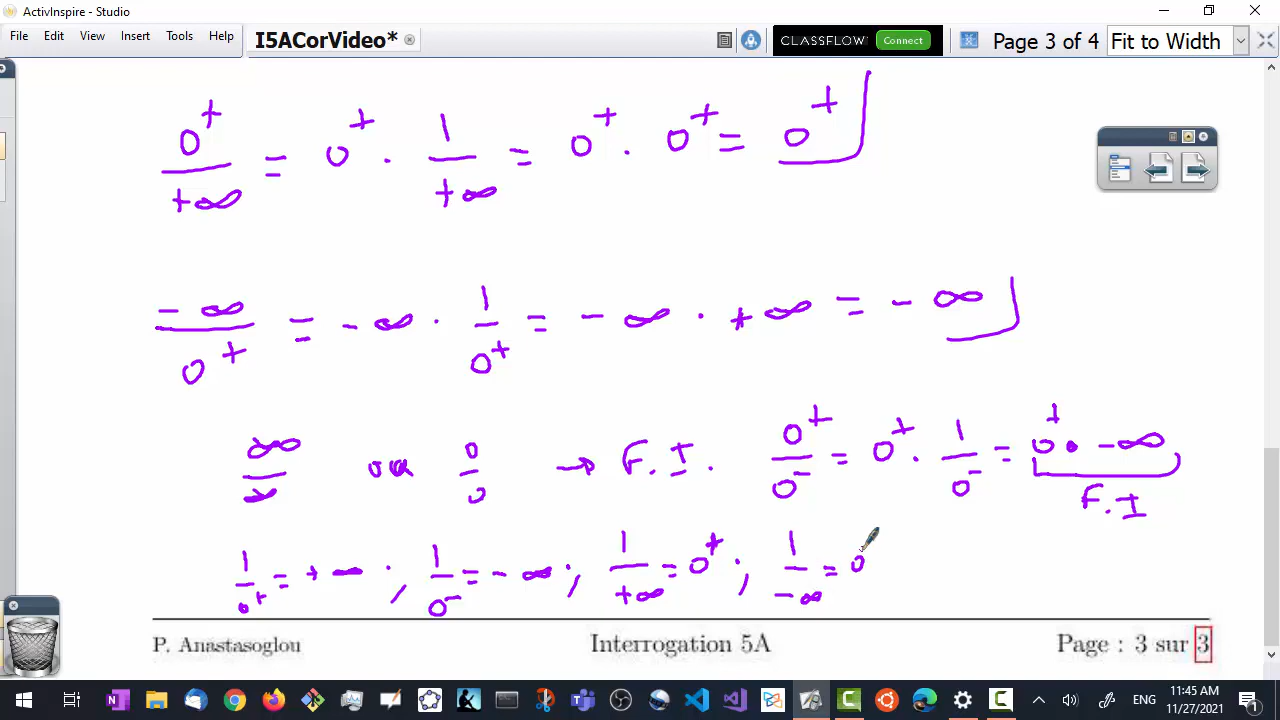 ActivInspire - Studio
File Edit View Insert Tools Help I5ACorVideo* CLASSFLOW Connect Page 3 of 4 Fit to Width
0⁺/+∞ = 0⁺ · 1/+∞ = 0⁺ · 0⁺ = 0⁺
-∞/0⁺ = -∞ · 1/0⁺ = -∞ · +∞ = -∞
∞/∞ ou 0/0 → F.I. 0⁺/0⁻ = 0⁺ · 1/0⁻ = 0⁺ · -∞
F.I
1/0⁺ = +∞ ; 1/0⁻ = -∞ ; 1/+∞ = 0⁺ ; 1/-∞ = 0
P. Anastasoglou Interrogation 5A Page : 3 sur 3
ENG 11:45 AM
11/27/2021